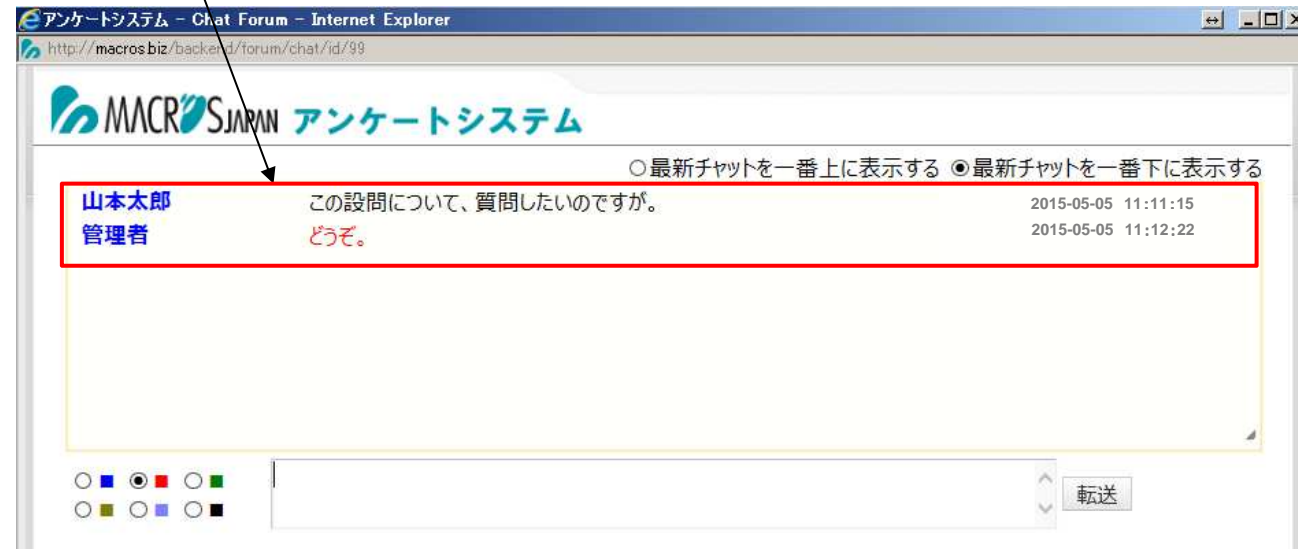 アンケートシステム - Chat Forum - Internet Explorer
http://macros.biz/backend/forum/chat/id/99
MACROS JAPAN アンケートシステム
○最新チャットを一番上に表示する ◉最新チャットを一番下に表示する
山本太郎 この設問について、質問したいのですが。 2015-05-05 11:11:15
管理者 どうぞ。 2015-05-05 11:12:22
転送